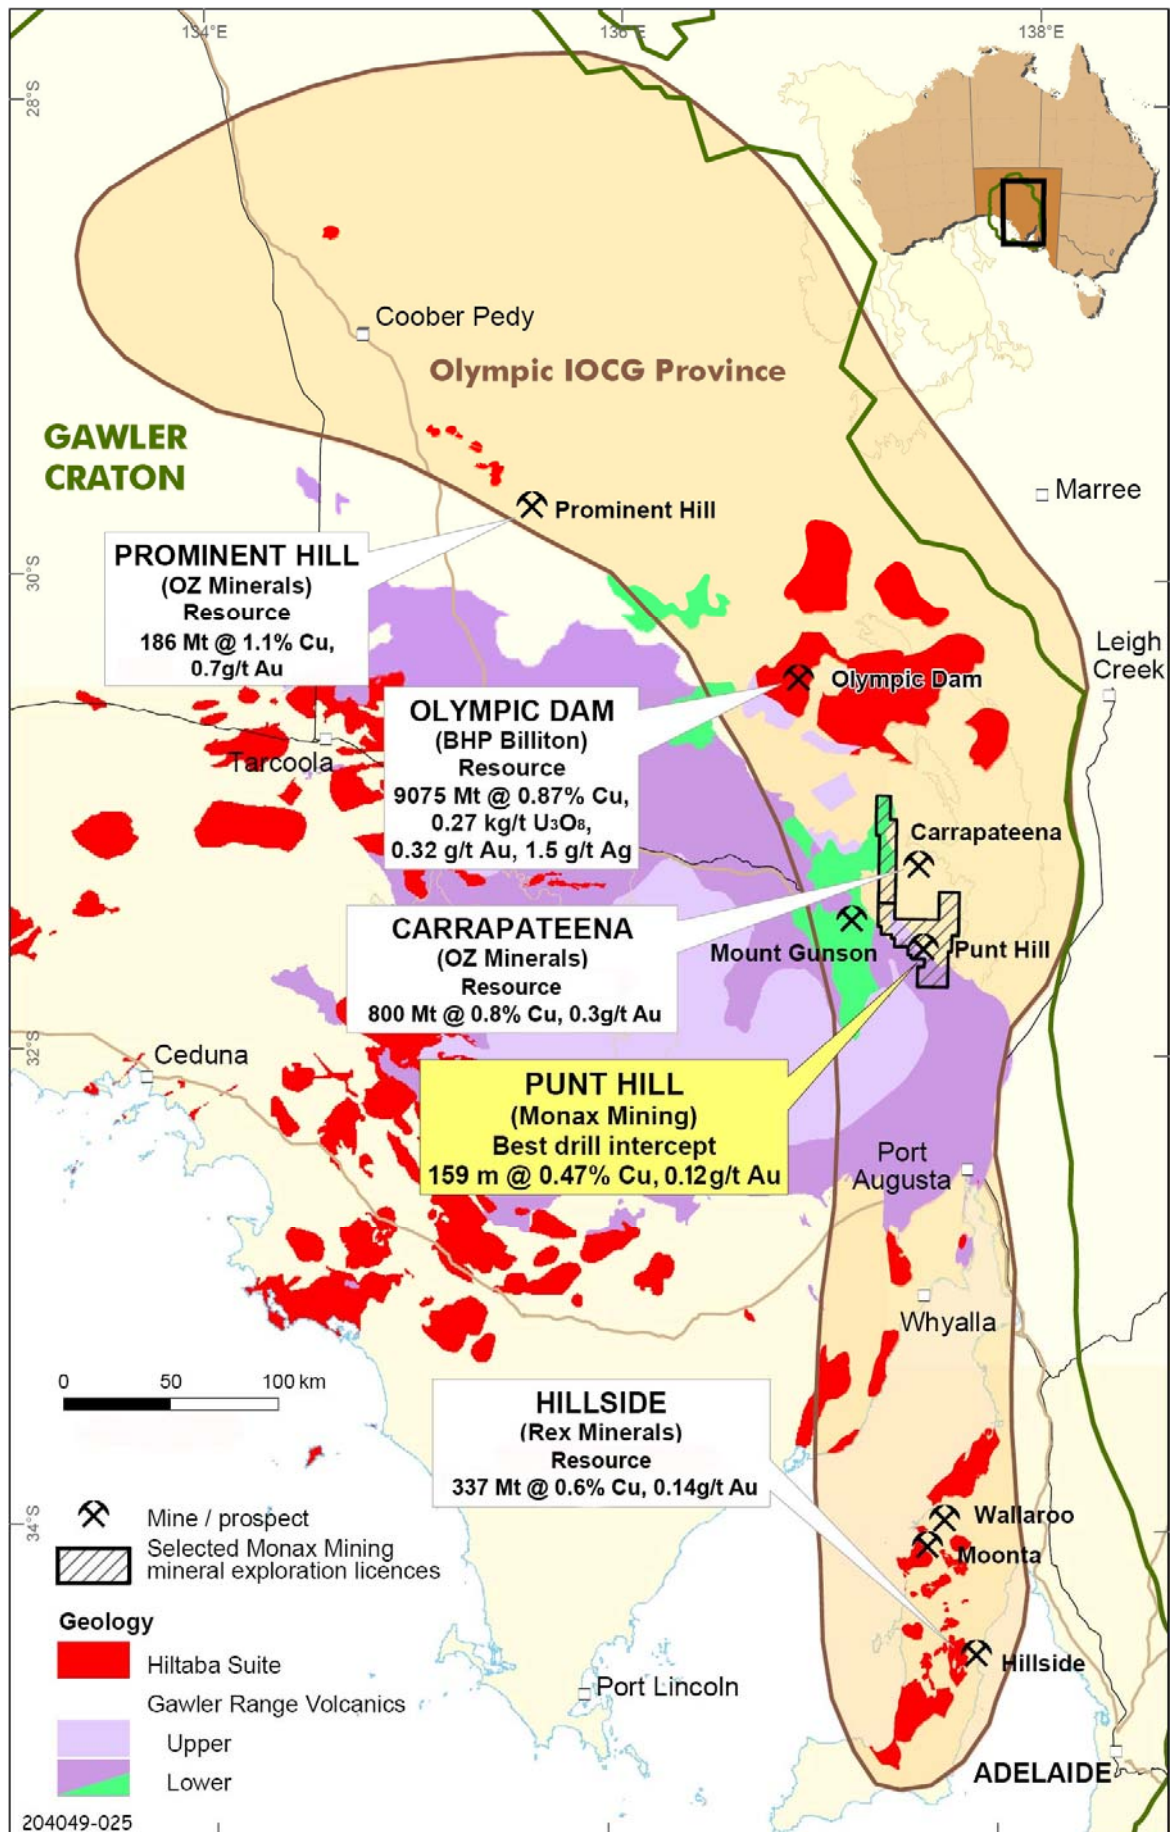 134°E
136°E
138°E
28°S
Coober Pedy
Olympic IOCG Province
GAWLER
CRATON
Marree
Prominent Hill
PROMINENT HILL
(OZ Minerals)
Resource
186 Mt @ 1.1% Cu,
0.7g/t Au
30°S
Leigh
Creek
Olympic Dam
OLYMPIC DAM
(BHP Billiton)
Resource
9075 Mt @ 0.87% Cu,
0.27 kg/t U₃O₈,
0.32 g/t Au, 1.5 g/t Ag
Tarcoola
Carrapateena
CARRAPATEENA
(OZ Minerals)
Resource
800 Mt @ 0.8% Cu, 0.3g/t Au
Mount Gunson
Punt Hill
32°S
Ceduna
PUNT HILL
(Monax Mining)
Best drill intercept
159 m @ 0.47% Cu, 0.12g/t Au
Port
Augusta
Whyalla
0 50 100 km
HILLSIDE
(Rex Minerals)
Resource
337 Mt @ 0.6% Cu, 0.14g/t Au
34°S
Wallaroo
Moonta
Hillside
Port Lincoln
ADELAIDE
Mine / prospect
Selected Monax Mining
mineral exploration licences
Geology
Hiltaba Suite
Gawler Range Volcanics
Upper
Lower
204049-025